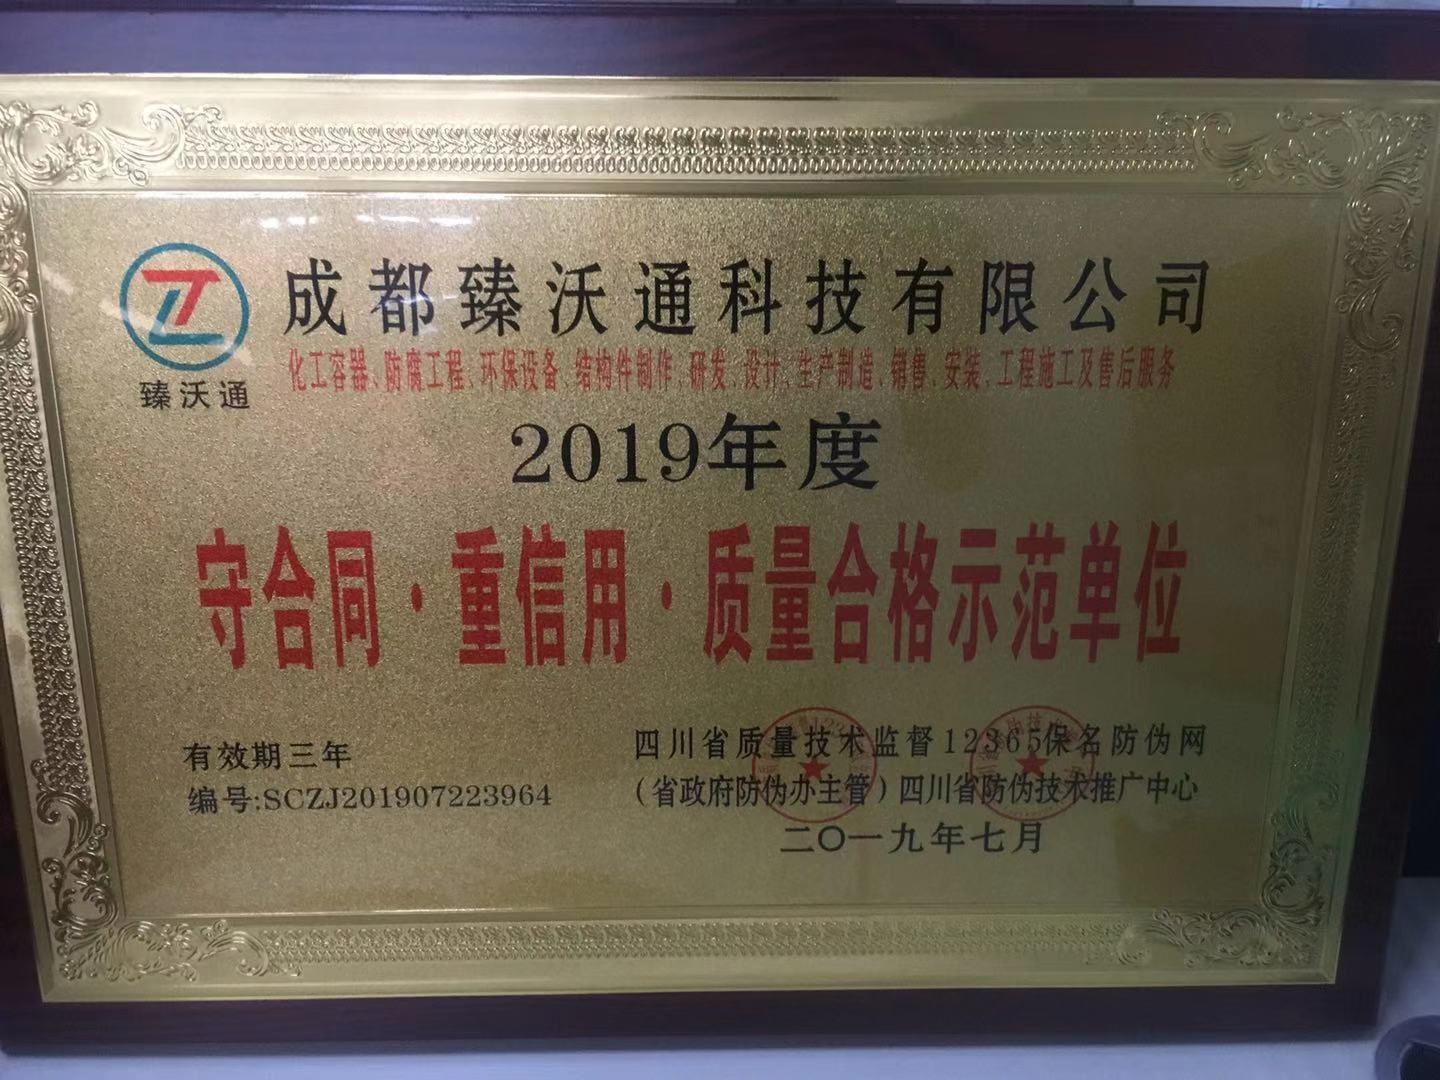 成都臻沃通科技有限公司
臻沃通
化工容器、防腐工程、环保设备、结构件制作、研发、设计、生产制造、销售、安装、工程施工及售后服务
2019年度
守合同·重信用·质量合格示范单位
有效期三年
编号:SCZJ201907223964
四川省质量技术监督12365保名防伪网
(省政府防伪办主管)四川省防伪技术推广中心
二〇一九年七月